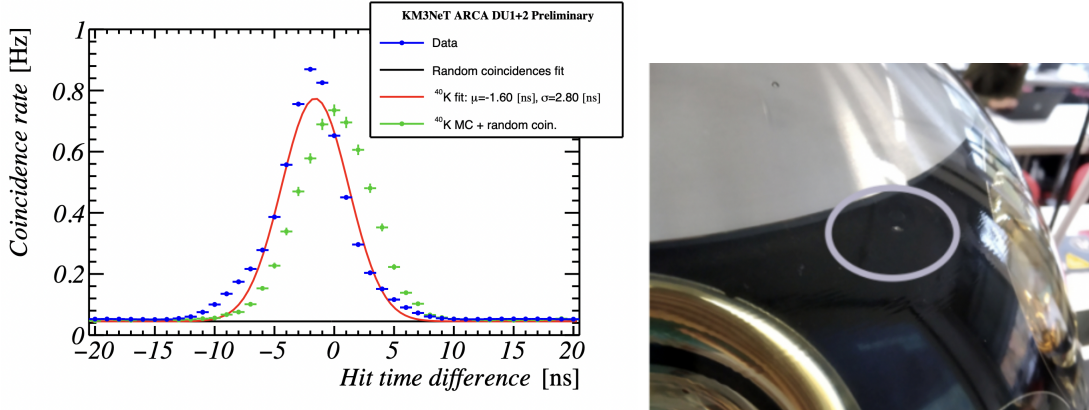 KM3NeT ARCA DU1+2 Preliminary
Data
Random coincidences fit
⁴⁰K fit: μ=-1.60 [ns], σ=2.80 [ns]
⁴⁰K MC + random coin.
Coincidence rate [Hz]
1
0.8
0.6
0.4
0.2
0
−20 −15 −10 −5 0 5 10 15 20
Hit time difference [ns]